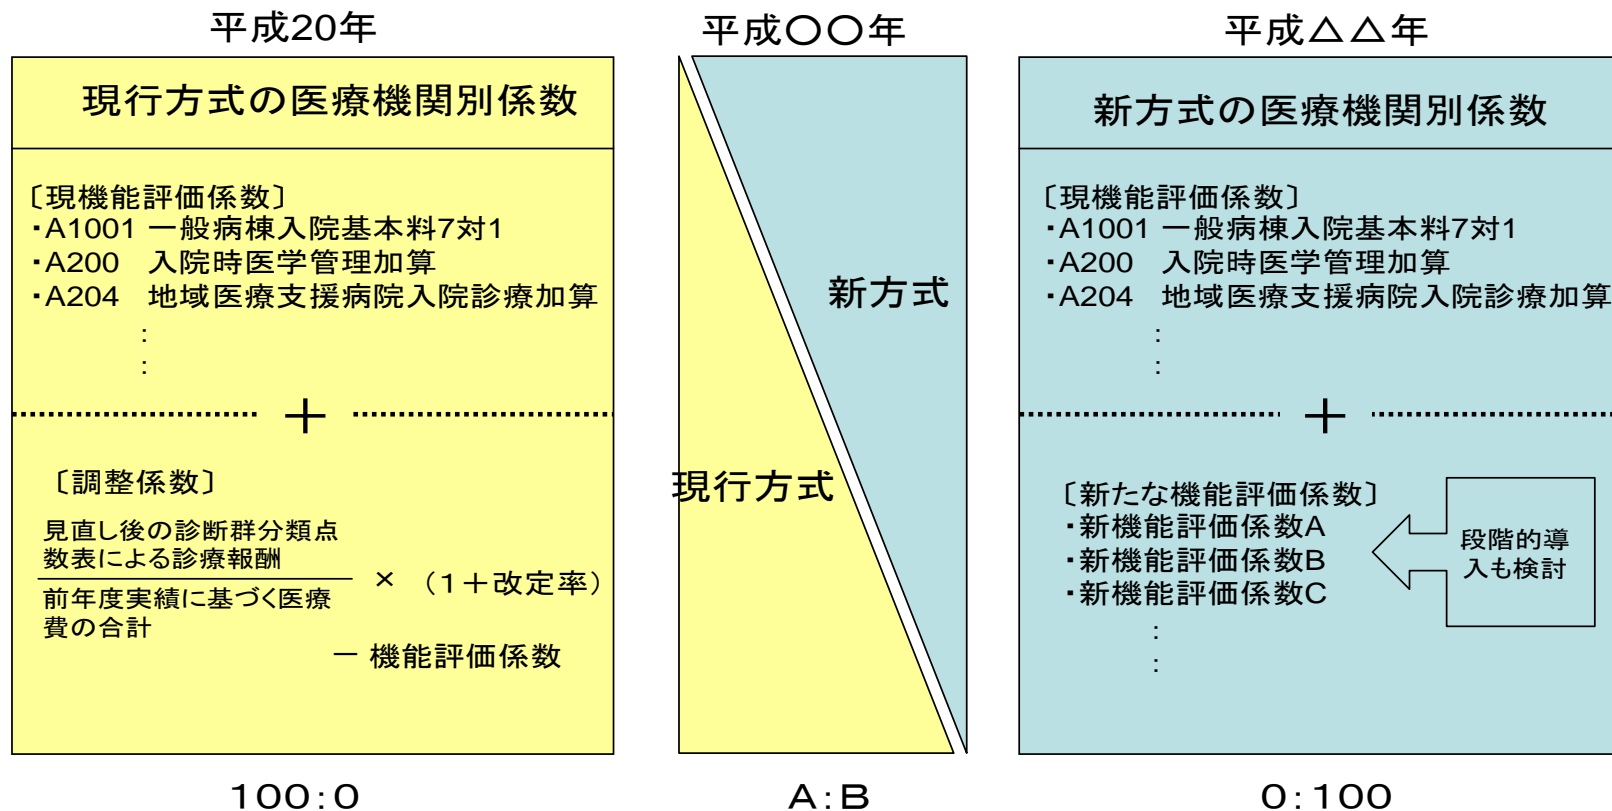 平成20年
現行方式の医療機関別係数
〔現機能評価係数〕
・A1001 一般病棟入院基本料7対1
・A200 入院時医学管理加算
・A204 地域医療支援病院入院診療加算
:
:
+
〔調整係数〕
見直し後の診断群分類点
数表による診療報酬
前年度実績に基づく医療
費の合計
× (1+改定率)
− 機能評価係数
100:0
平成○○年
新方式
現行方式
A:B
平成△△年
新方式の医療機関別係数
〔現機能評価係数〕
・A1001 一般病棟入院基本料7対1
・A200 入院時医学管理加算
・A204 地域医療支援病院入院診療加算
:
:
+
〔新たな機能評価係数〕
・新機能評価係数A
・新機能評価係数B
・新機能評価係数C
:
:
段階的導
入も検討
0:100